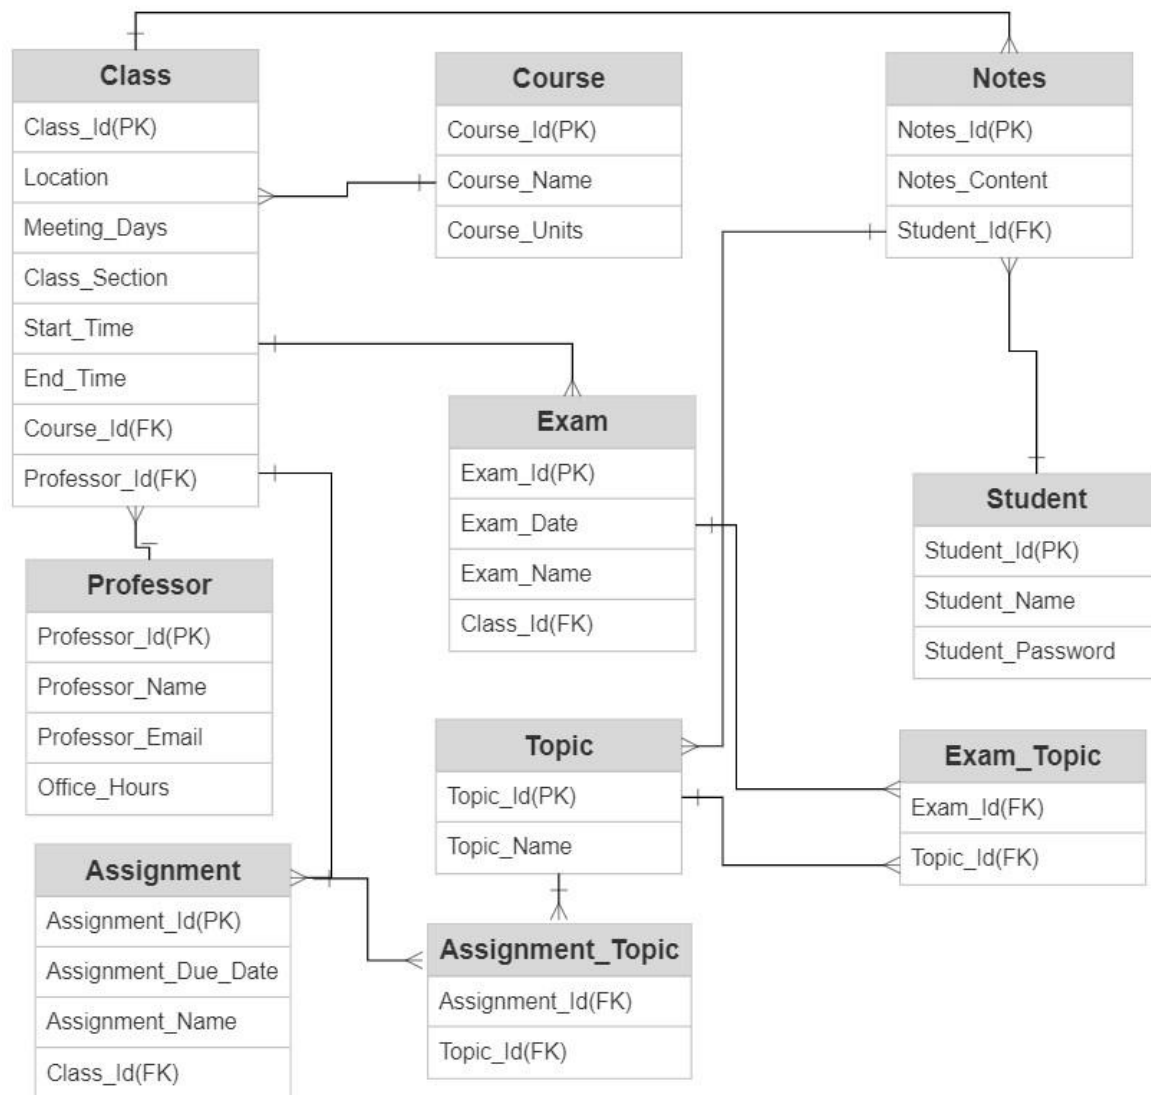 Class
Class_Id(PK)
Location
Meeting_Days
Class_Section
Start_Time
End_Time
Course_Id(FK)
Professor_Id(FK)
Course
Course_Id(PK)
Course_Name
Course_Units
Notes
Notes_Id(PK)
Notes_Content
Student_Id(FK)
Exam
Exam_Id(PK)
Exam_Date
Exam_Name
Class_Id(FK)
Student
Student_Id(PK)
Student_Name
Student_Password
Professor
Professor_Id(PK)
Professor_Name
Professor_Email
Office_Hours
Topic
Topic_Id(PK)
Topic_Name
Exam_Topic
Exam_Id(FK)
Topic_Id(FK)
Assignment
Assignment_Id(PK)
Assignment_Due_Date
Assignment_Name
Class_Id(FK)
Assignment_Topic
Assignment_Id(FK)
Topic_Id(FK)